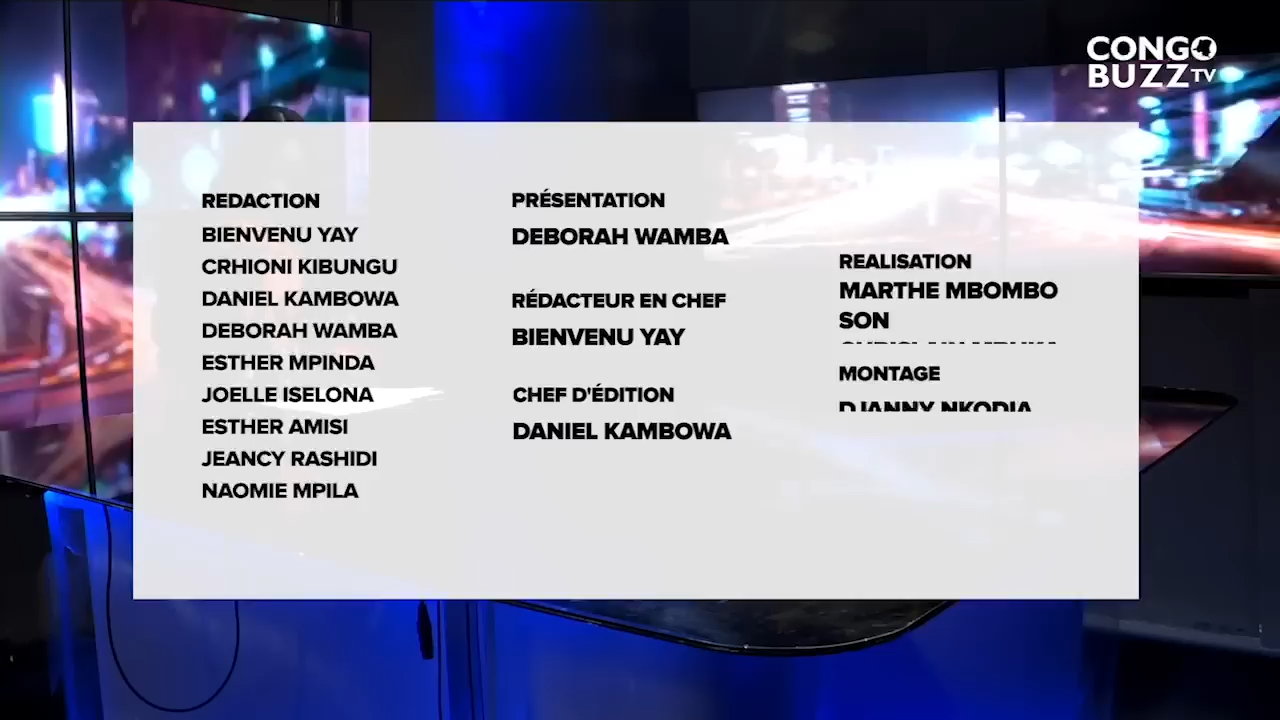 CONGO
BUZZ TV
REDACTION
BIENVENU YAY
CRHIONI KIBUNGU
DANIEL KAMBOWA
DEBORAH WAMBA
ESTHER MPINDA
JOELLE ISELONA
ESTHER AMISI
JEANCY RASHIDI
NAOMIE MPILA
PRÉSENTATION
DEBORAH WAMBA
RÉDACTEUR EN CHEF
BIENVENU YAY
CHEF D'ÉDITION
DANIEL KAMBOWA
REALISATION
MARTHE MBOMBO
SON
MONTAGE
DJANNY NKODIA